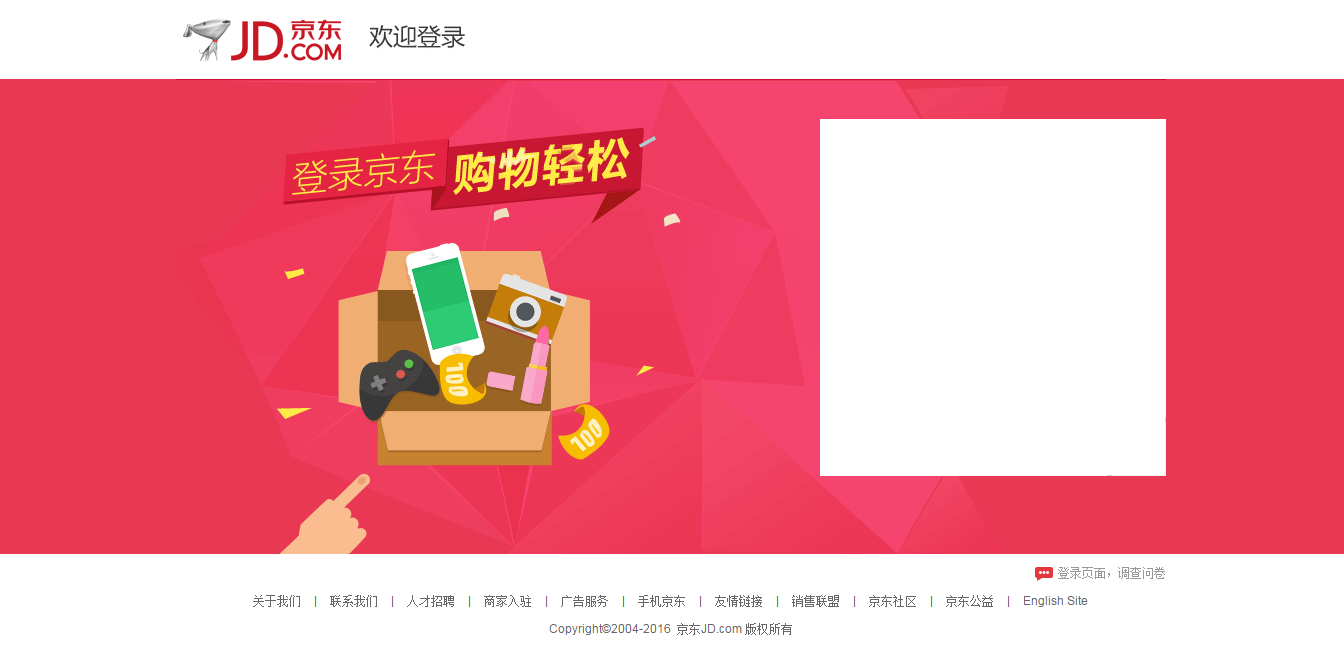 JD 京东
.COM
欢迎登录
登录京东 购物轻松
100
100
登录页面，调查问卷
关于我们 | 联系我们 | 人才招聘 | 商家入驻 | 广告服务 | 手机京东 | 友情链接 | 销售联盟 | 京东社区 | 京东公益 | English Site
Copyright©2004-2016 京东JD.com 版权所有